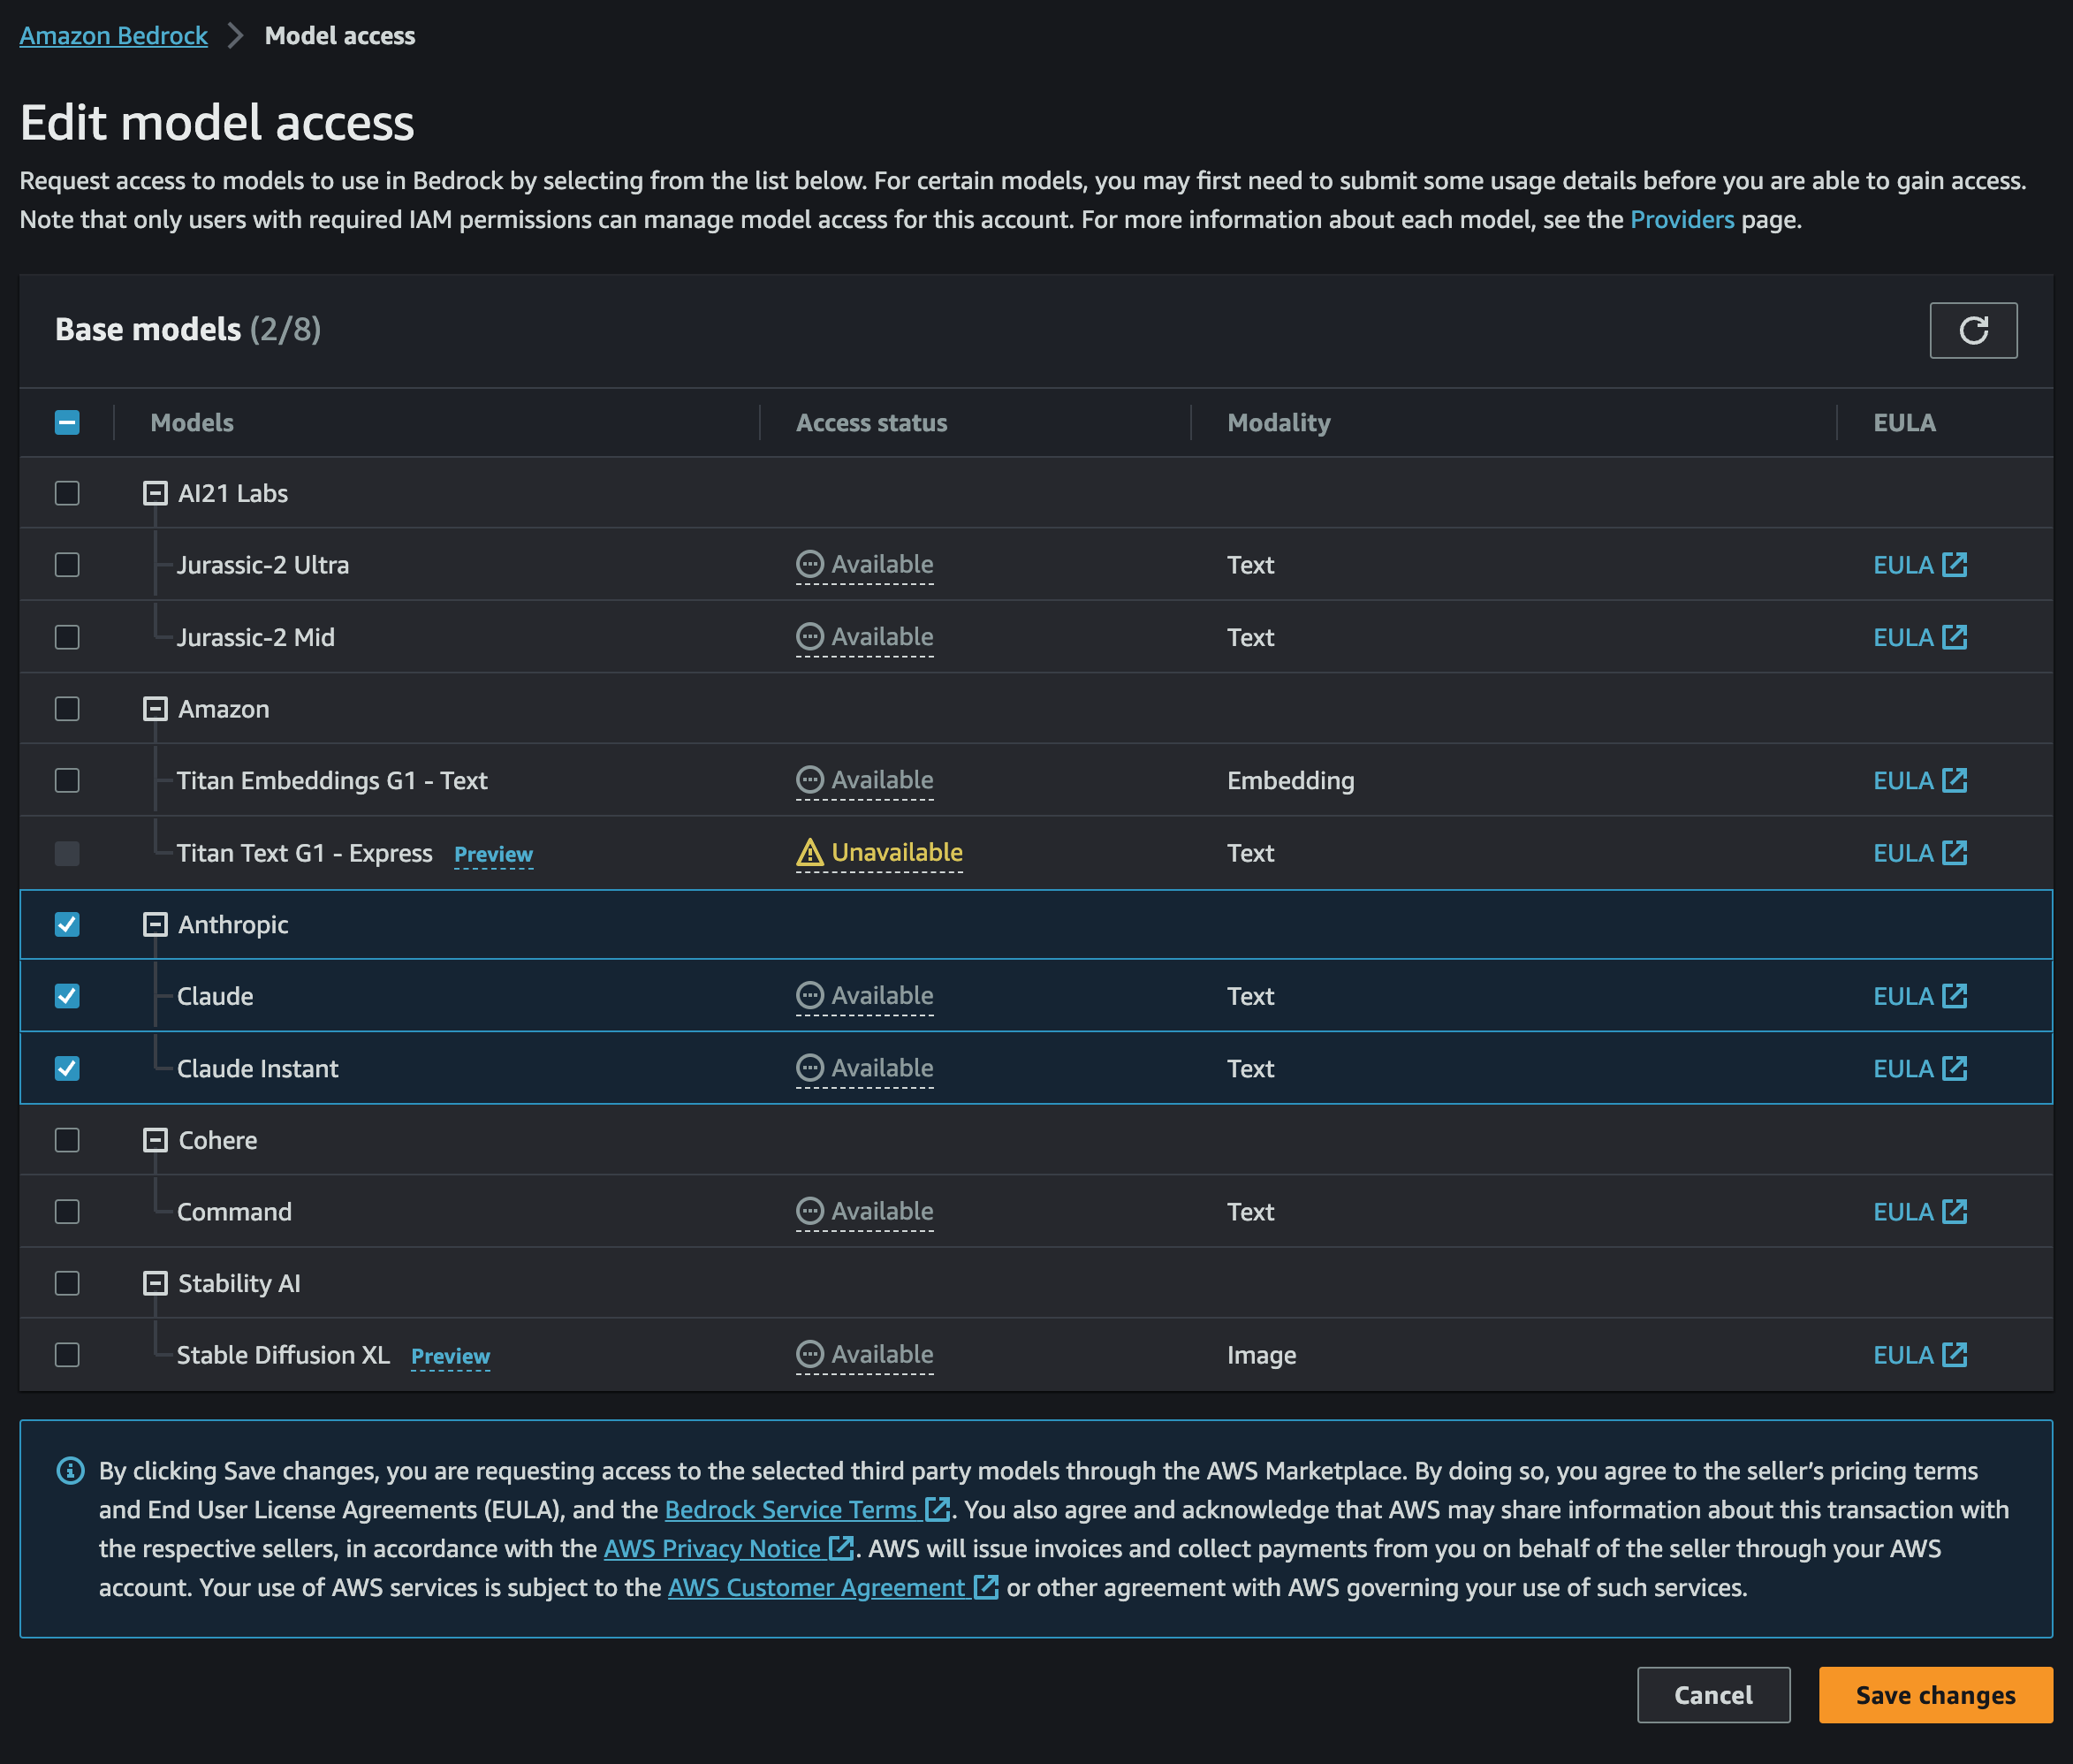 Amazon Bedrock > Model access
Edit model access
Request access to models to use in Bedrock by selecting from the list below. For certain models, you may first need to submit some usage details before you are able to gain access.
Note that only users with required IAM permissions can manage model access for this account. For more information about each model, see the Providers page.
Base models (2/8)
Models Access status Modality EULA
AI21 Labs
Jurassic-2 Ultra Available Text EULA
Jurassic-2 Mid Available Text EULA
Amazon
Titan Embeddings G1 - Text Available Embedding EULA
Titan Text G1 - Express Preview Unavailable Text EULA
Anthropic
Claude Available Text EULA
Claude Instant Available Text EULA
Cohere
Command Available Text EULA
Stability AI
Stable Diffusion XL Preview Available Image EULA
By clicking Save changes, you are requesting access to the selected third party models through the AWS Marketplace. By doing so, you agree to the seller’s pricing terms
and End User License Agreements (EULA), and the Bedrock Service Terms. You also agree and acknowledge that AWS may share information about this transaction with
the respective sellers, in accordance with the AWS Privacy Notice. AWS will issue invoices and collect payments from you on behalf of the seller through your AWS
account. Your use of AWS services is subject to the AWS Customer Agreement or other agreement with AWS governing your use of such services.
Cancel Save changes